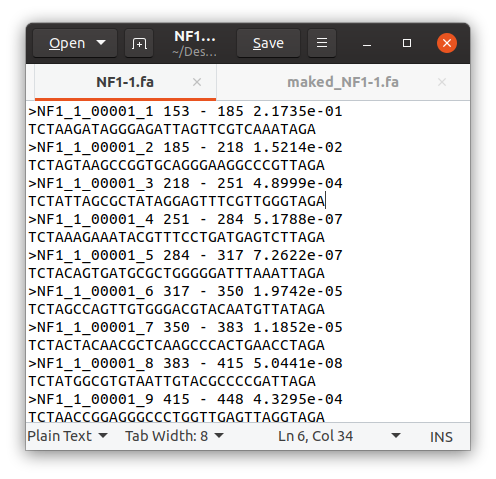 Open
NF1...
~/Des...
Save
NF1-1.fa
maked_NF1-1.fa
>NF1_1_00001_1 153 - 185 2.1735e-01
TCTAAGATAGGGAGATTAGTTCGTCAAATAGA
>NF1_1_00001_2 185 - 218 1.5214e-02
TCTAGTAAGCCGGTGCAGGGAAGGCCCGTTAGA
>NF1_1_00001_3 218 - 251 4.8999e-04
TCTATTAGCGCTATAGGAGTTTCGTTGGGTAGA
>NF1_1_00001_4 251 - 284 5.1788e-07
TCTAAAGAAATACGTTTCCTGATGAGTCTTAGA
>NF1_1_00001_5 284 - 317 7.2622e-07
TCTACAGTGATGCGCTGGGGGATTTAAATTAGA
>NF1_1_00001_6 317 - 350 1.9742e-05
TCTAGCCAGTTGTGGGACGTACAATGTTATAGA
>NF1_1_00001_7 350 - 383 1.1852e-05
TCTACTACAACGCTCAAGCCCACTGAACCTAGA
>NF1_1_00001_8 383 - 415 5.0441e-08
TCTATGGCGTGTAATTGTACGCCCCGATTAGA
>NF1_1_00001_9 415 - 448 4.3295e-04
TCTAACCGGAGGGCCCTGGTTGAGTTAGGTAGA
Plain Text
Tab Width: 8
Ln 6, Col 34
INS